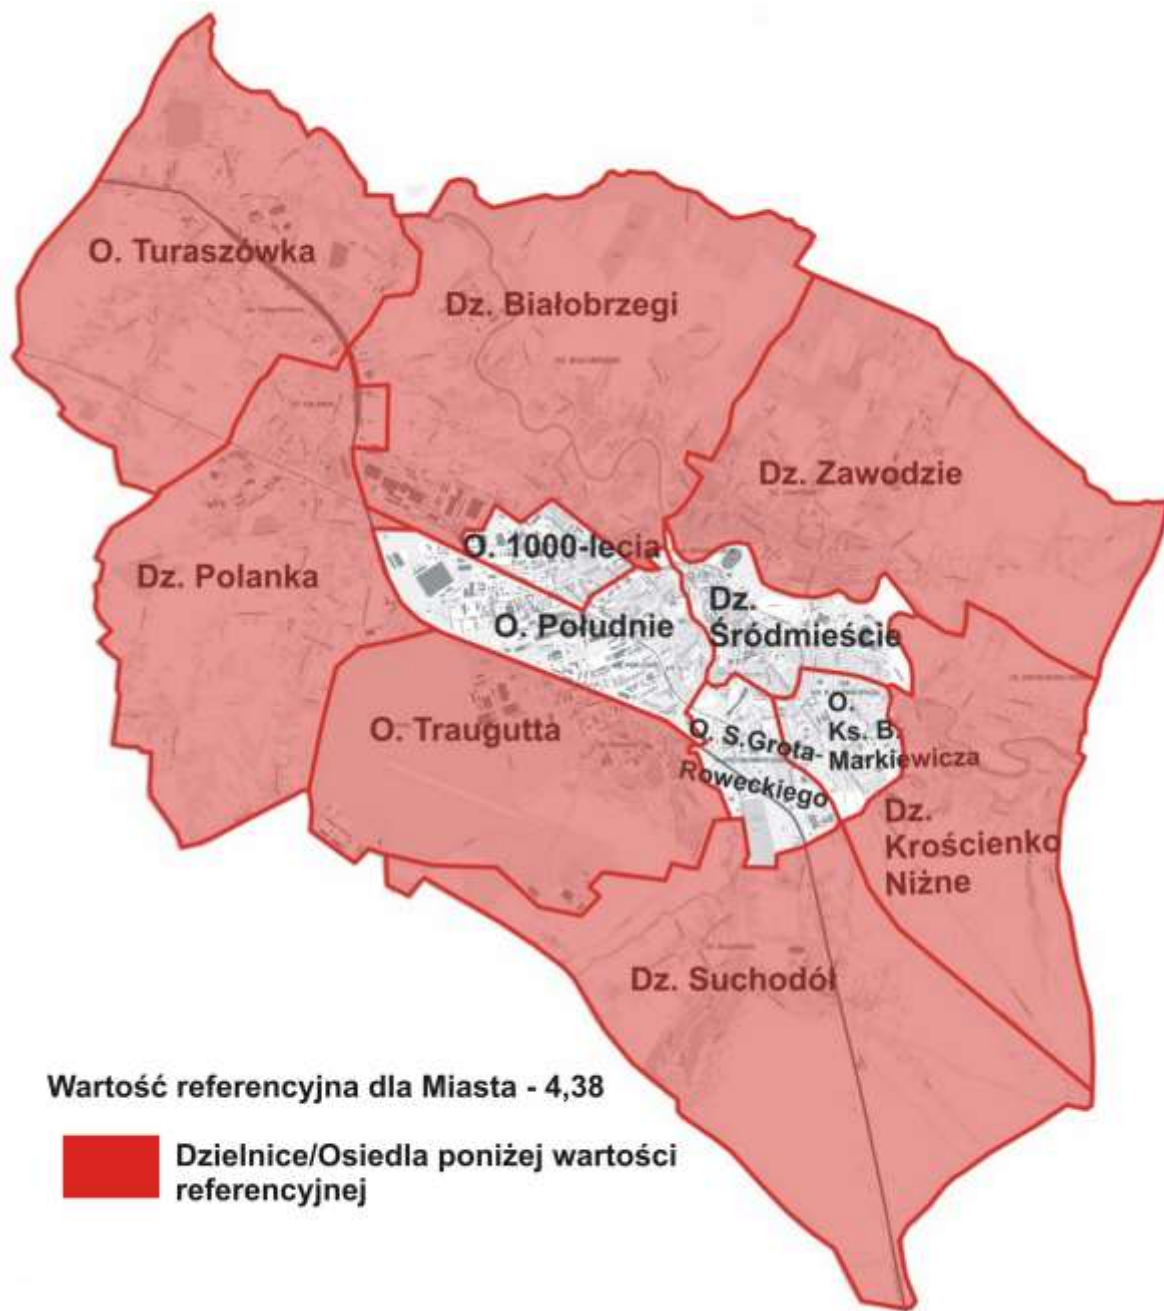 O. Turaszówka
Dz. Białobrzegi
Dz. Zawodzie
O. 1000-lecia
Dz. Polanka
Dz.
Śródmieście
O. Południe
O. Traugutta
O.
Ks. B.
Markiewicza
O. S.Grota-
Roweckiego
Dz.
Krościenko
Niżne
Dz. Suchodół
Wartość referencyjna dla Miasta - 4,38
Dzielnice/Osiedla poniżej wartości
referencyjnej